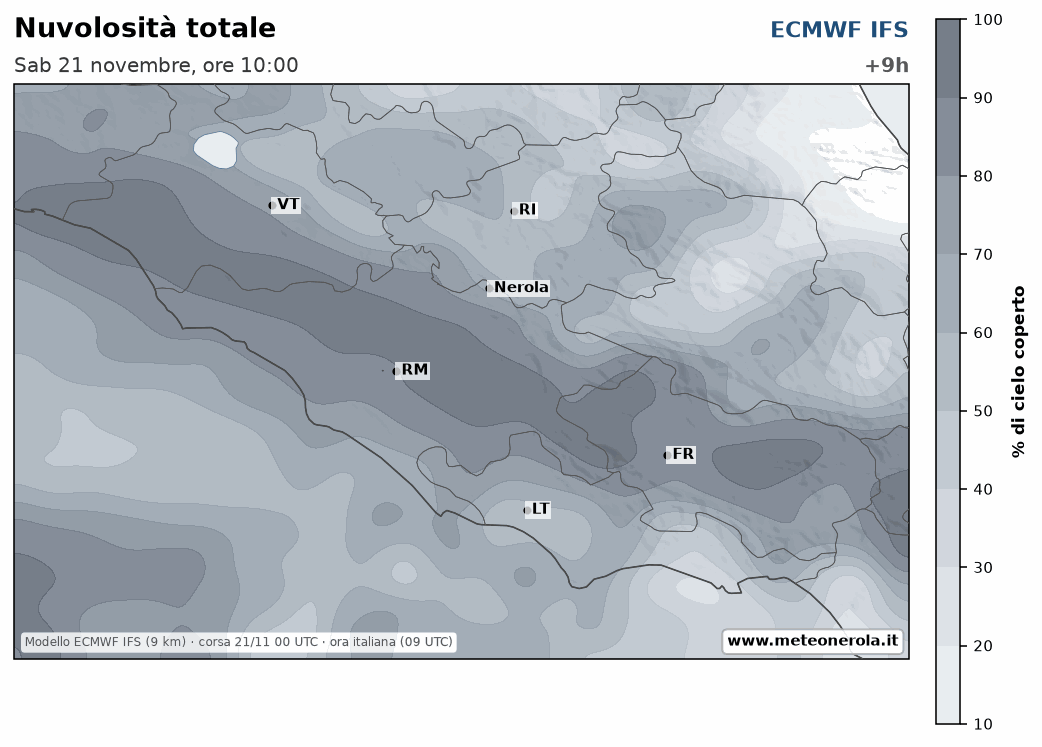 Nuvolosità totale
ECMWF IFS
Sab 21 novembre, ore 10:00
+9h
100
90
80
70
60
50
40
30
20
10
% di cielo coperto
VT
RI
Nerola
RM
FR
LT
Modello ECMWF IFS (9 km) · corsa 21/11 00 UTC · ora italiana (09 UTC)
www.meteonerola.it